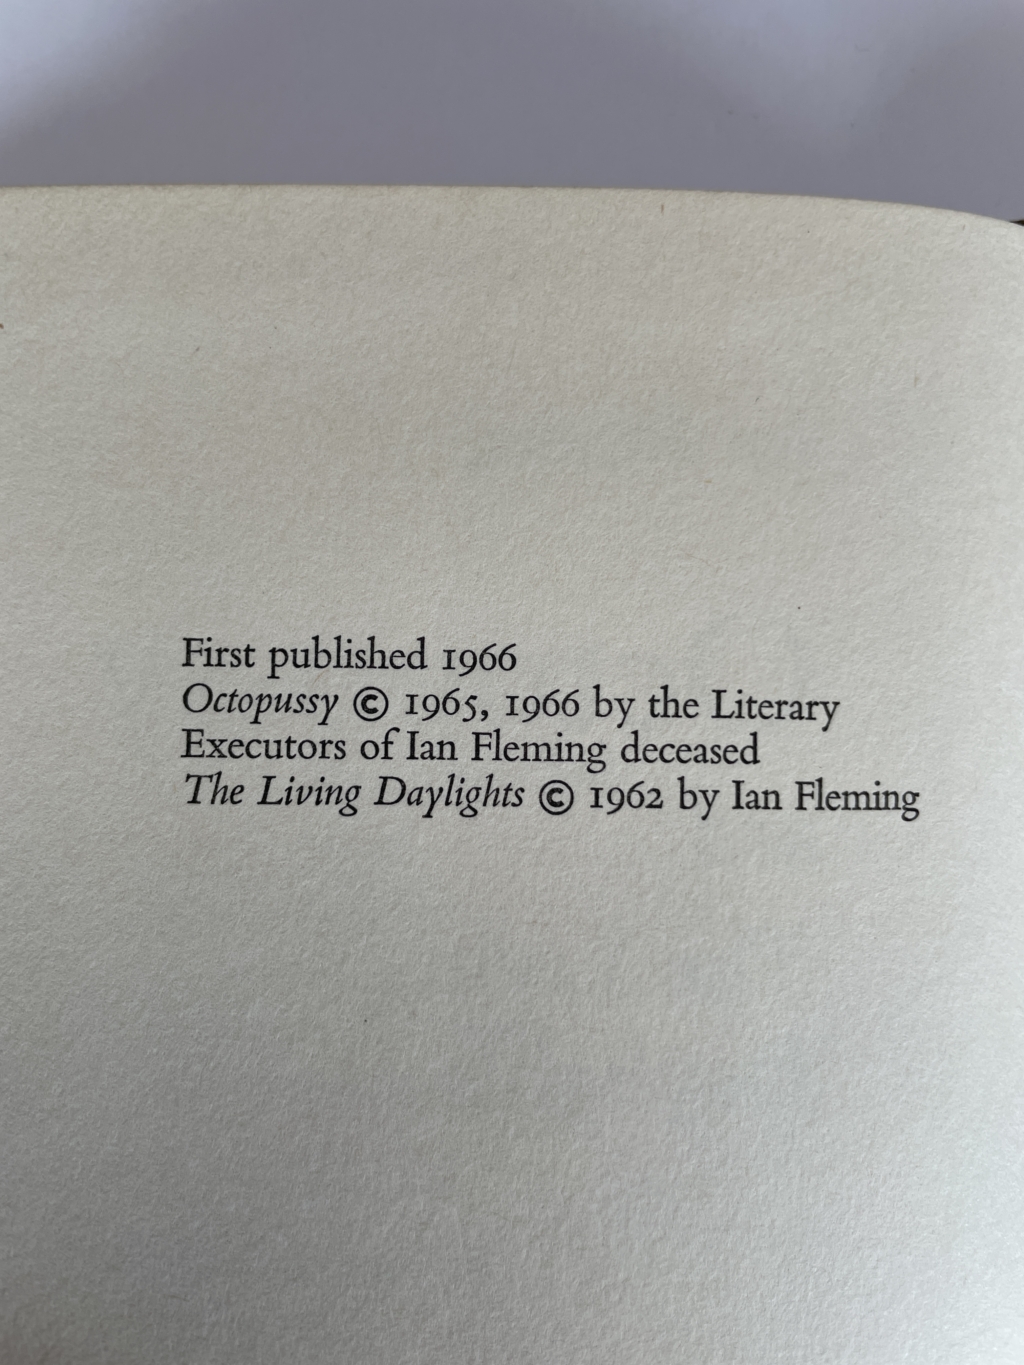 First published 1966
Octopussy © 1965, 1966 by the Literary
Executors of Ian Fleming deceased
The Living Daylights © 1962 by Ian Fleming